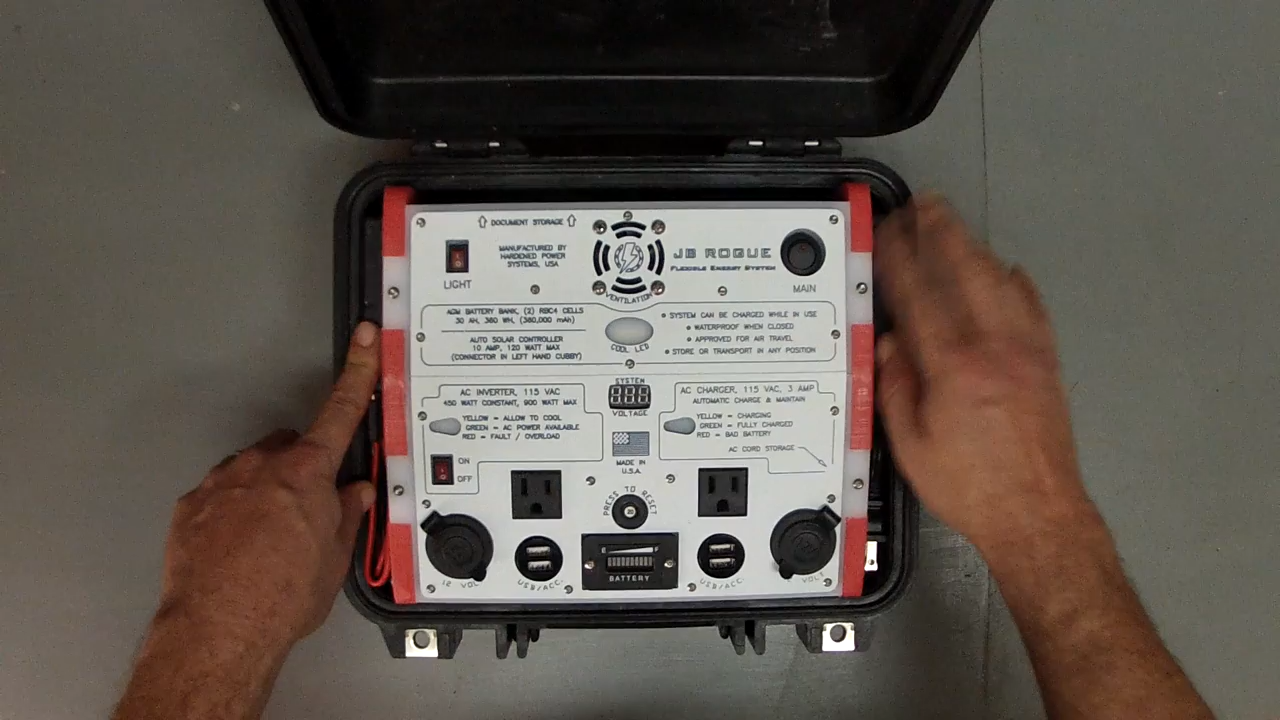 DOCUMENT STORAGE
MANUFACTURED BY
HARDENED POWER
SYSTEMS, USA
LIGHT
VENTILATION
JB ROGUE
FLEXIBLE ENERGY SYSTEM
MAIN
AGM BATTERY BANK, (2) RBC4 CELLS
30 AH, 360 WH, (360,000 mAh)
AUTO SOLAR CONTROLLER
10 AMP, 120 WATT MAX
(CONNECTOR IN LEFT HAND CUBBY)
COOL LED
• SYSTEM CAN BE CHARGED WHILE IN USE
• WATERPROOF WHEN CLOSED
• APPROVED FOR AIR TRAVEL
• STORE OR TRANSPORT IN ANY POSITION
AC INVERTER, 115 VAC
450 WATT CONSTANT, 900 WATT MAX
YELLOW = ALLOW TO COOL
GREEN = AC POWER AVAILABLE
RED = FAULT / OVERLOAD
ON
OFF
SYSTEM
VOLTAGE
MADE IN
U.S.A.
AC CHARGER, 115 VAC, 3 AMP
AUTOMATIC CHARGE & MAINTAIN
YELLOW = CHARGING
GREEN = FULLY CHARGED
RED = BAD BATTERY
AC CORD STORAGE
PRESS TO RESET
12 VOL
USB/ACC.
BATTERY
USB/ACC.
VOLT